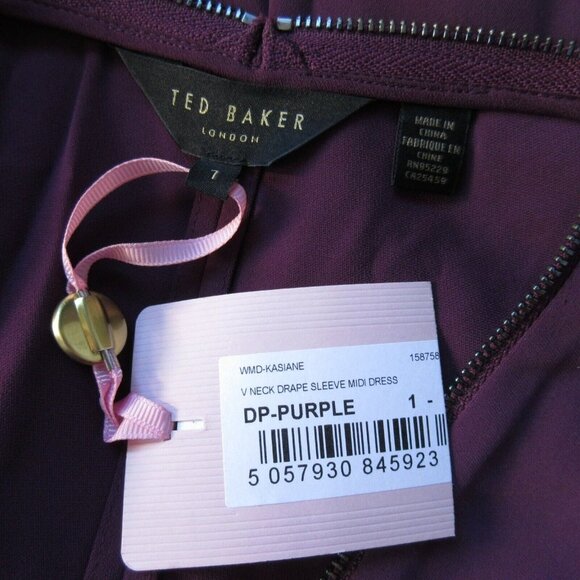 TED BAKER
LONDON
7
MADE IN
CHINA
FABRIQUE EN
CHINE
RN95229
CA25459
WMD-KASIANE 158758
V NECK DRAPE SLEEVE MIDI DRESS
DP-PURPLE 1 -
5 057930 845923